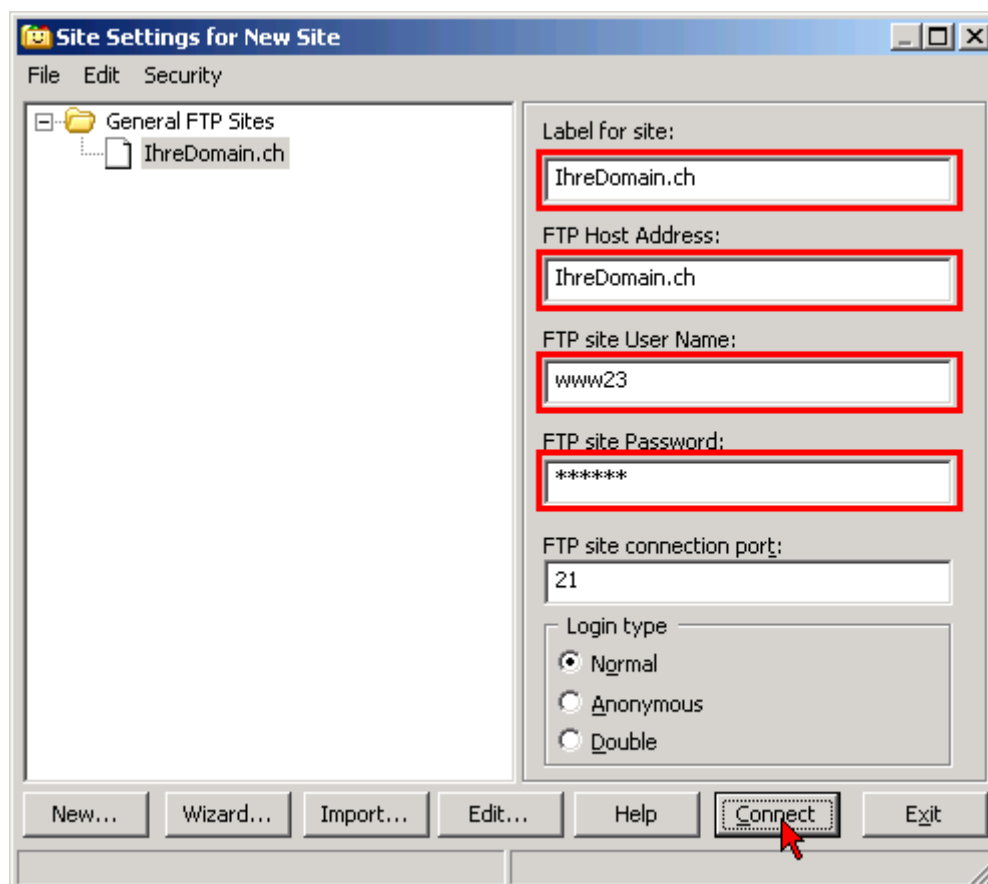 Site Settings for New Site
File Edit Security
General FTP Sites
IhreDomain.ch
Label for site:
IhreDomain.ch
FTP Host Address:
IhreDomain.ch
FTP site User Name:
www23
FTP site Password:
******
FTP site connection port:
21
Login type
Normal
Anonymous
Double
New... Wizard... Import... Edit... Help Connect Exit